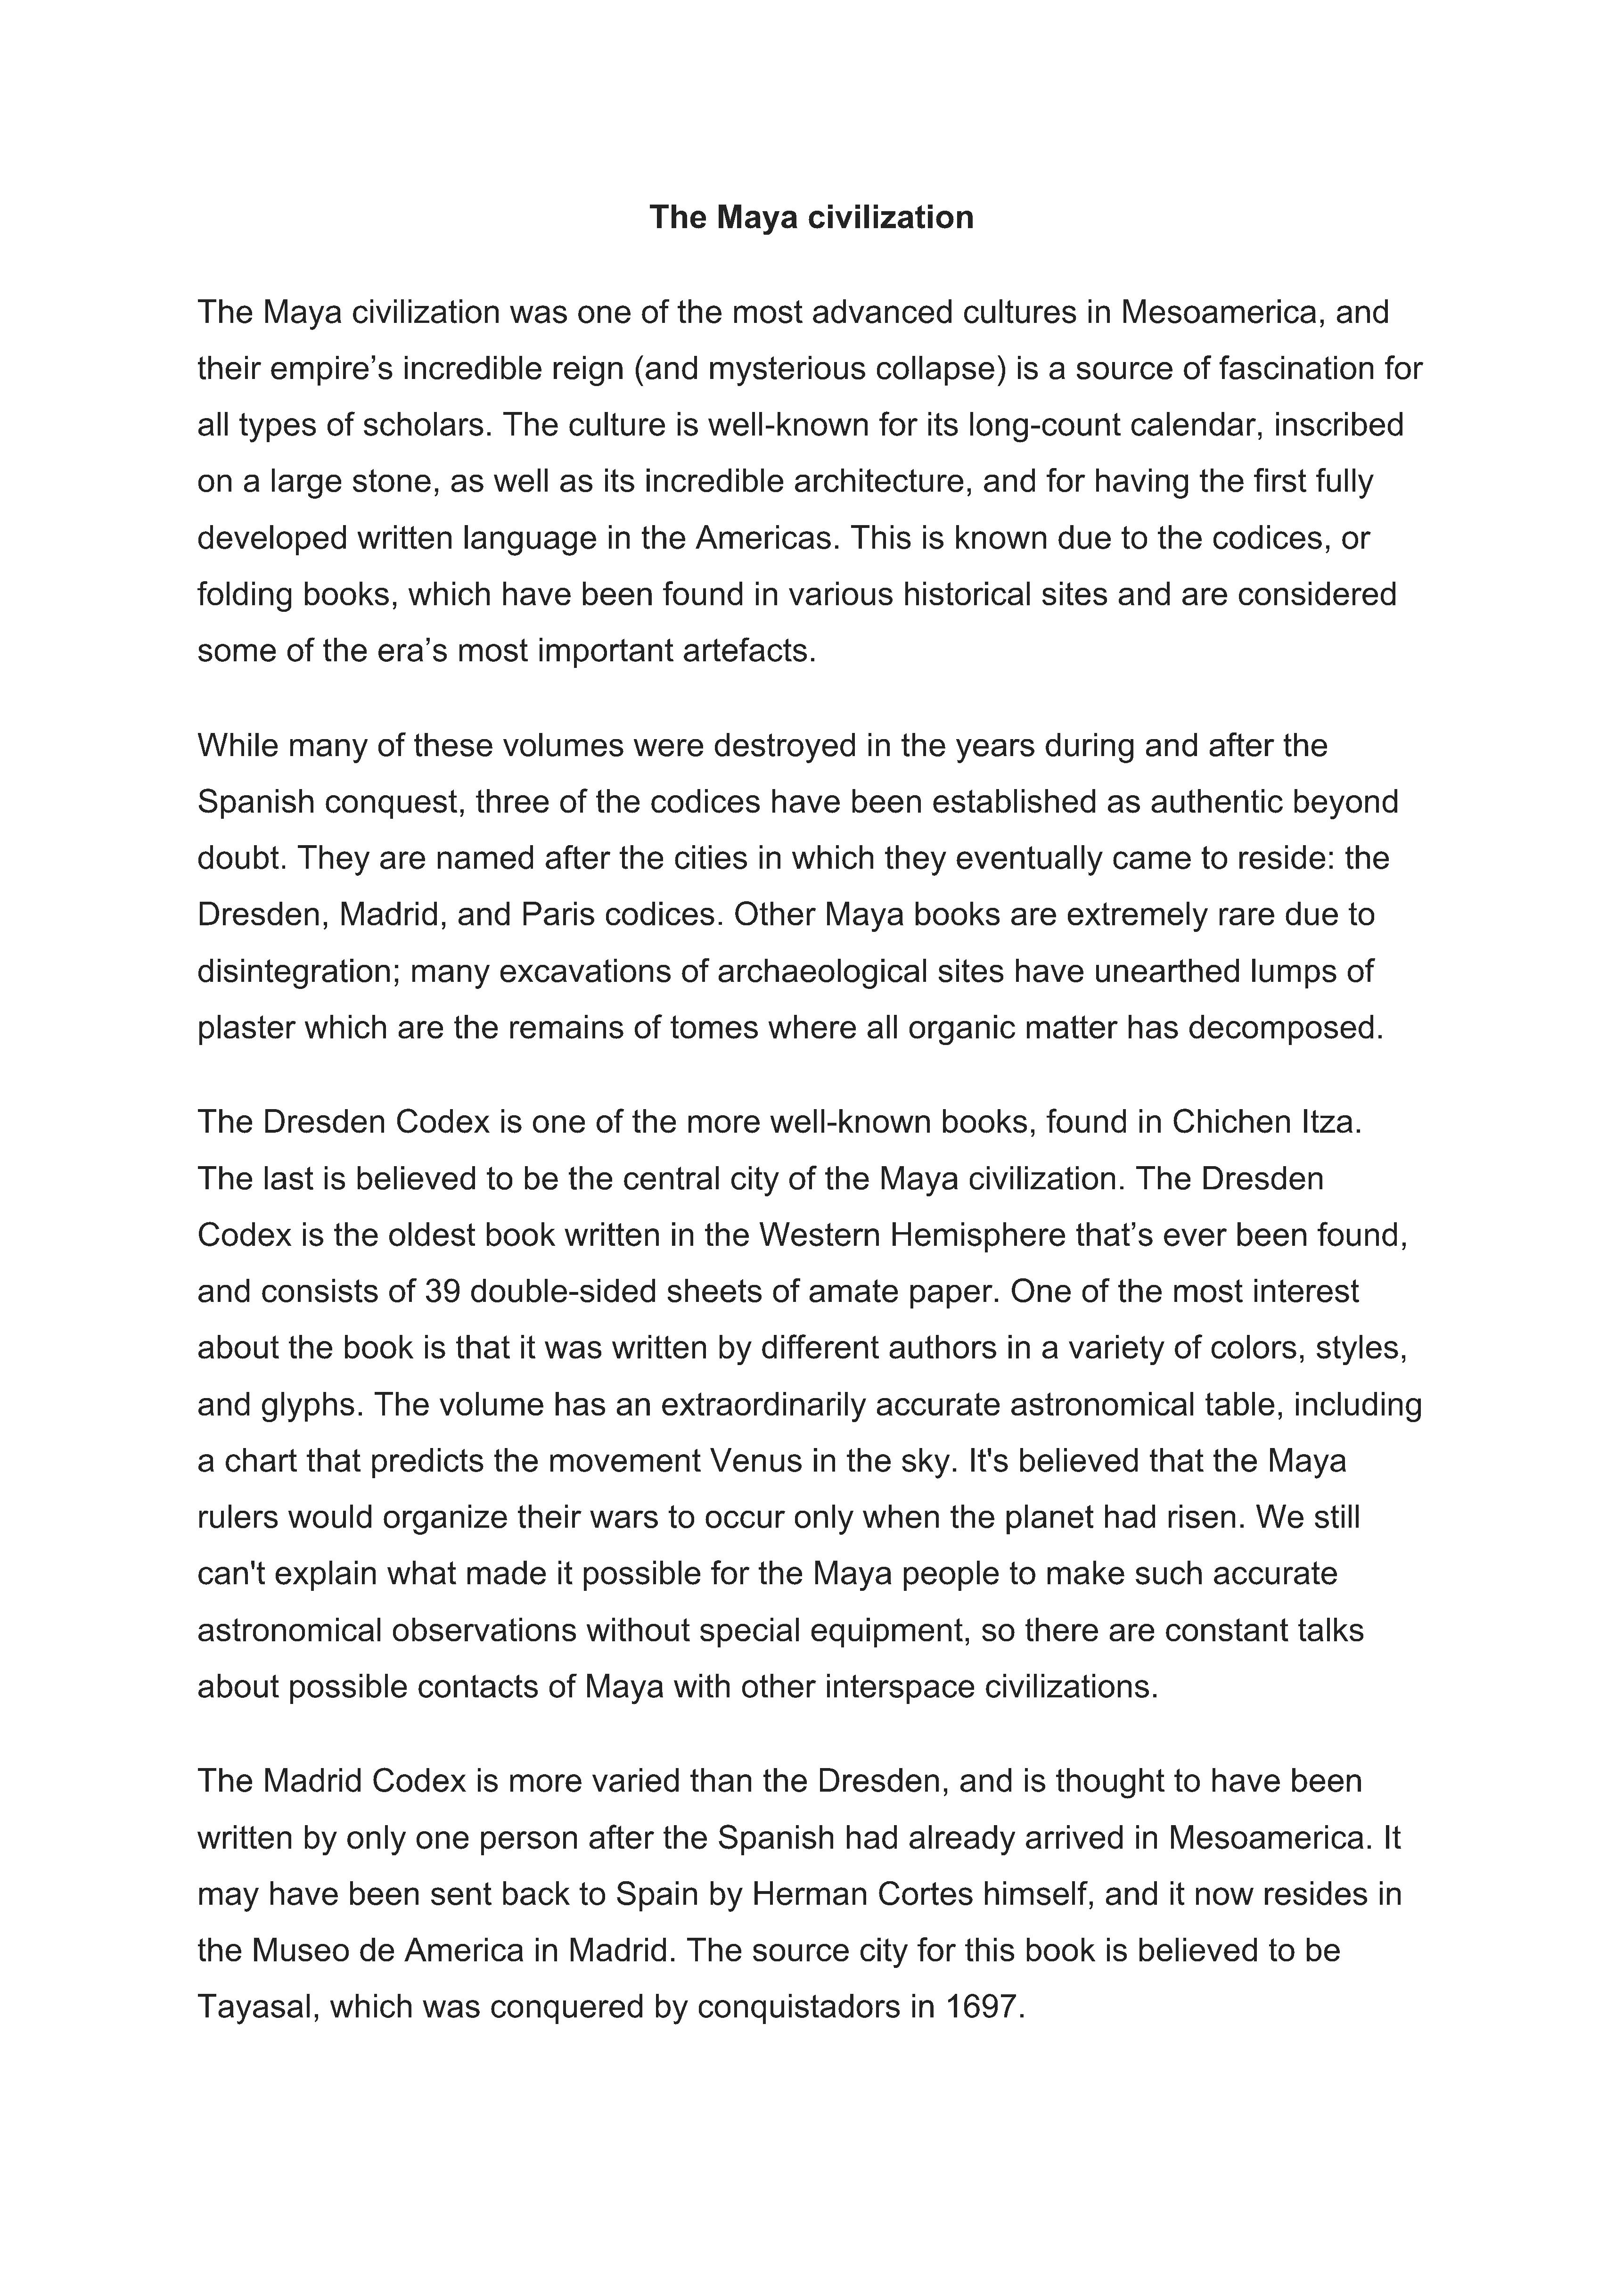 The Maya civilization
The Maya civilization was one of the most advanced cultures in Mesoamerica, and
their empire’s incredible reign (and mysterious collapse) is a source of fascination for
all types of scholars. The culture is well-known for its long-count calendar, inscribed
on a large stone, as well as its incredible architecture, and for having the first fully
developed written language in the Americas. This is known due to the codices, or
folding books, which have been found in various historical sites and are considered
some of the era’s most important artefacts.
While many of these volumes were destroyed in the years during and after the
Spanish conquest, three of the codices have been established as authentic beyond
doubt. They are named after the cities in which they eventually came to reside: the
Dresden, Madrid, and Paris codices. Other Maya books are extremely rare due to
disintegration; many excavations of archaeological sites have unearthed lumps of
plaster which are the remains of tomes where all organic matter has decomposed.
The Dresden Codex is one of the more well-known books, found in Chichen Itza.
The last is believed to be the central city of the Maya civilization. The Dresden
Codex is the oldest book written in the Western Hemisphere that’s ever been found,
and consists of 39 double-sided sheets of amate paper. One of the most interest
about the book is that it was written by different authors in a variety of colors, styles,
and glyphs. The volume has an extraordinarily accurate astronomical table, including
a chart that predicts the movement Venus in the sky. It's believed that the Maya
rulers would organize their wars to occur only when the planet had risen. We still
can't explain what made it possible for the Maya people to make such accurate
astronomical observations without special equipment, so there are constant talks
about possible contacts of Maya with other interspace civilizations.
The Madrid Codex is more varied than the Dresden, and is thought to have been
written by only one person after the Spanish had already arrived in Mesoamerica. It
may have been sent back to Spain by Herman Cortes himself, and it now resides in
the Museo de America in Madrid. The source city for this book is believed to be
Tayasal, which was conquered by conquistadors in 1697.